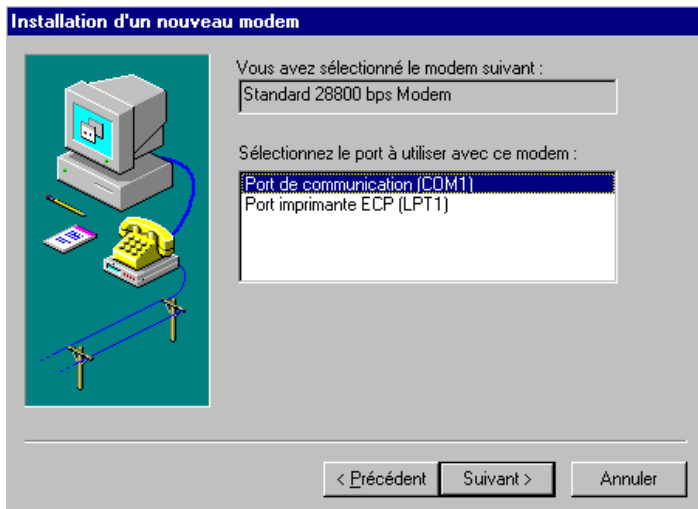 Installation d'un nouveau modem
Vous avez sélectionné le modem suivant :
Standard 28800 bps Modem
Sélectionnez le port à utiliser avec ce modem :
Port de communication (COM1)
Port imprimante ECP (LPT1)
< Précédent Suivant > Annuler